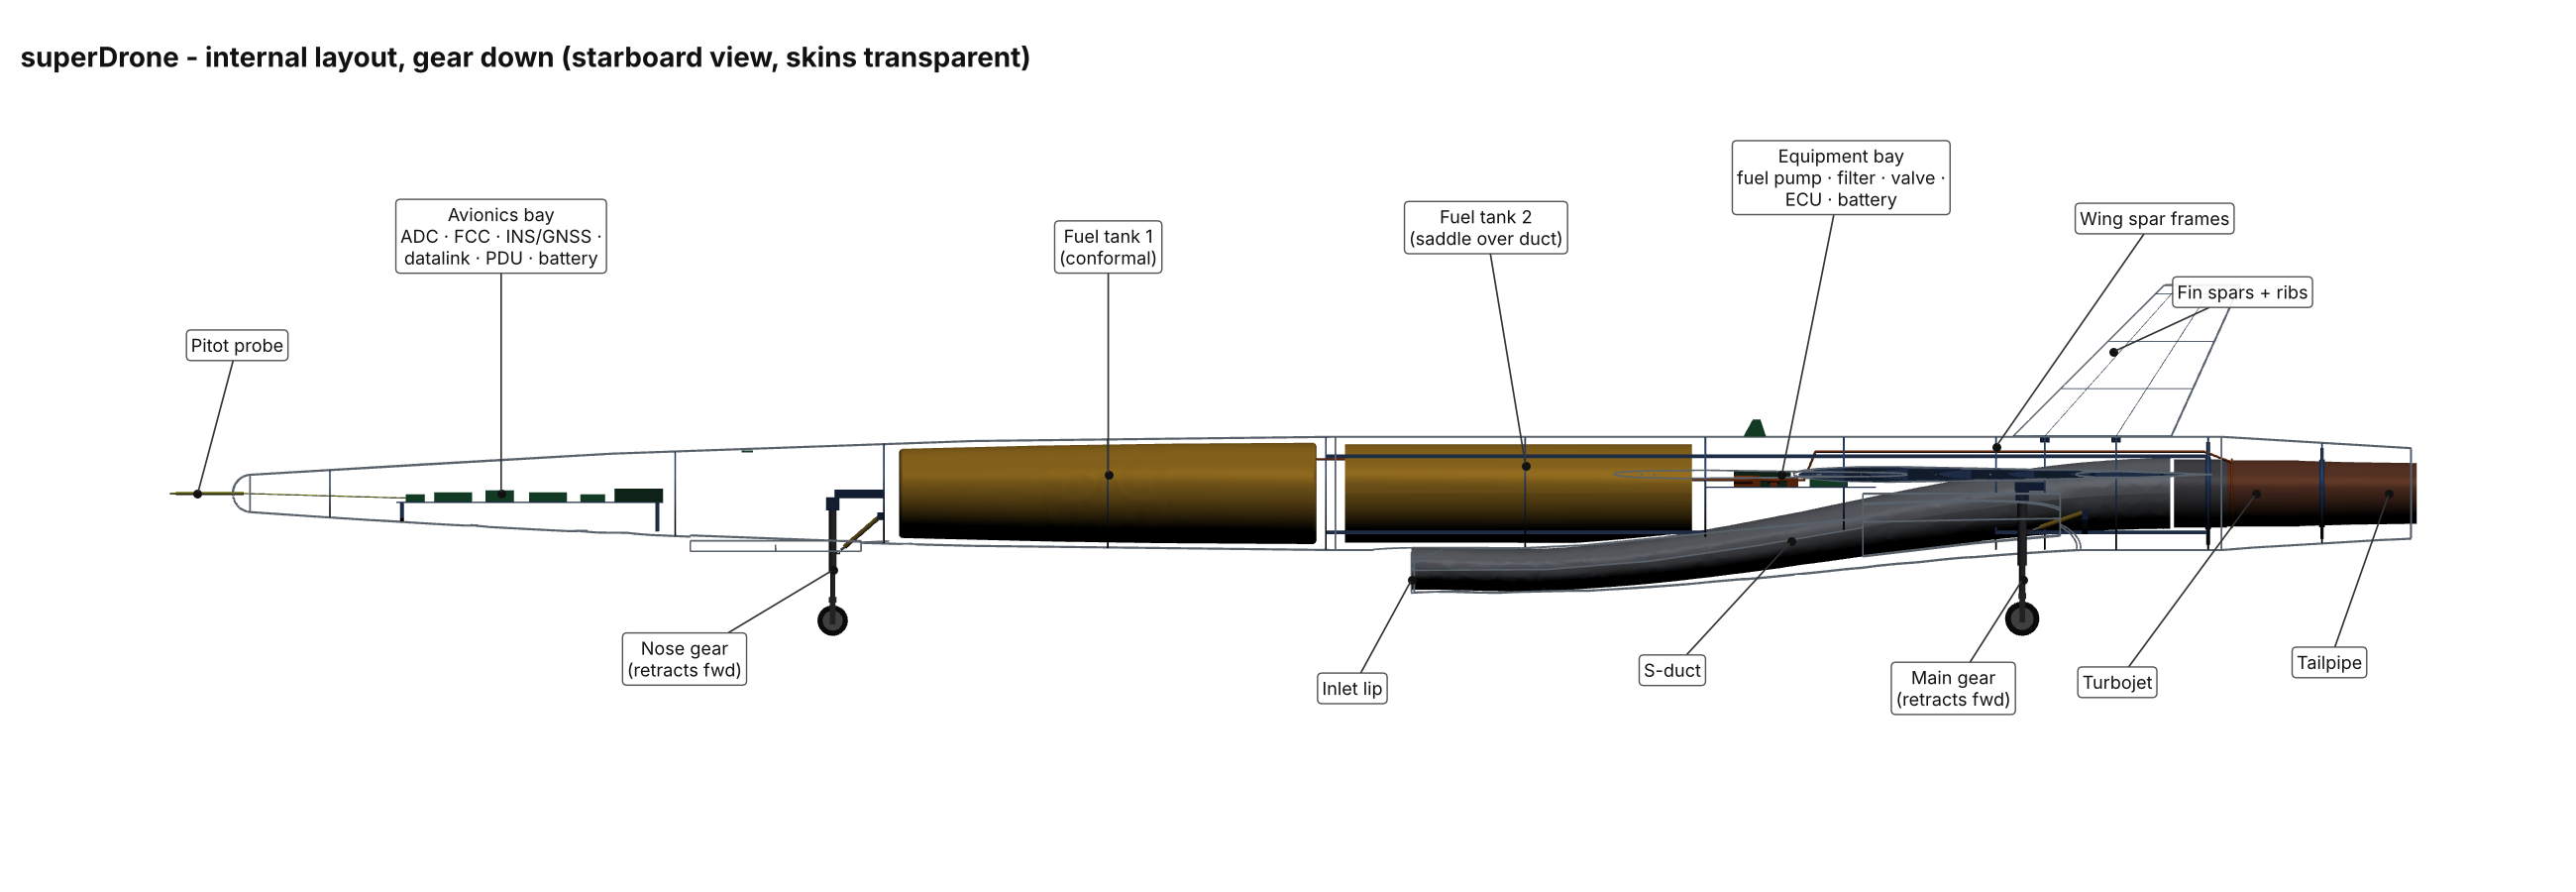 superDrone - internal layout, gear down (starboard view, skins transparent)
Equipment bay
fuel pump · filter · valve ·
ECU · battery
Avionics bay
ADC · FCC · INS/GNSS ·
datalink · PDU · battery
Fuel tank 1
(conformal)
Fuel tank 2
(saddle over duct)
Wing spar frames
Fin spars + ribs
Pitot probe
Nose gear
(retracts fwd)
Inlet lip
S-duct
Main gear
(retracts fwd)
Turbojet
Tailpipe